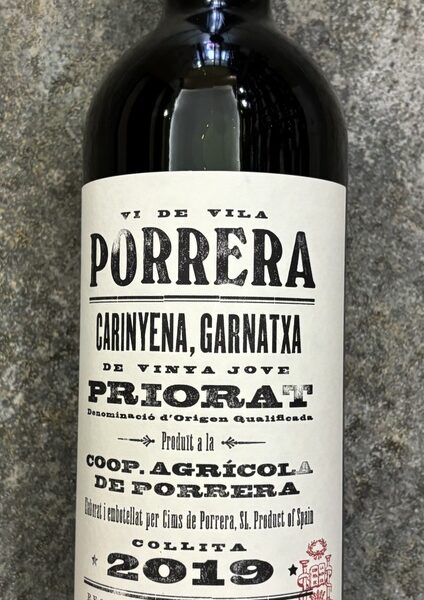 VI DE VILA
PORRERA
CARINYENA, GARNATXA
DE VINYA JOVE
PRIORAT
Denominació d'Origen Qualificada
Produit a la
COOP. AGRÍCOLA
DE PORRERA
Elaborat i embotellat per Cims de Porrera, SL. Product of Spain
COLLITA
2019